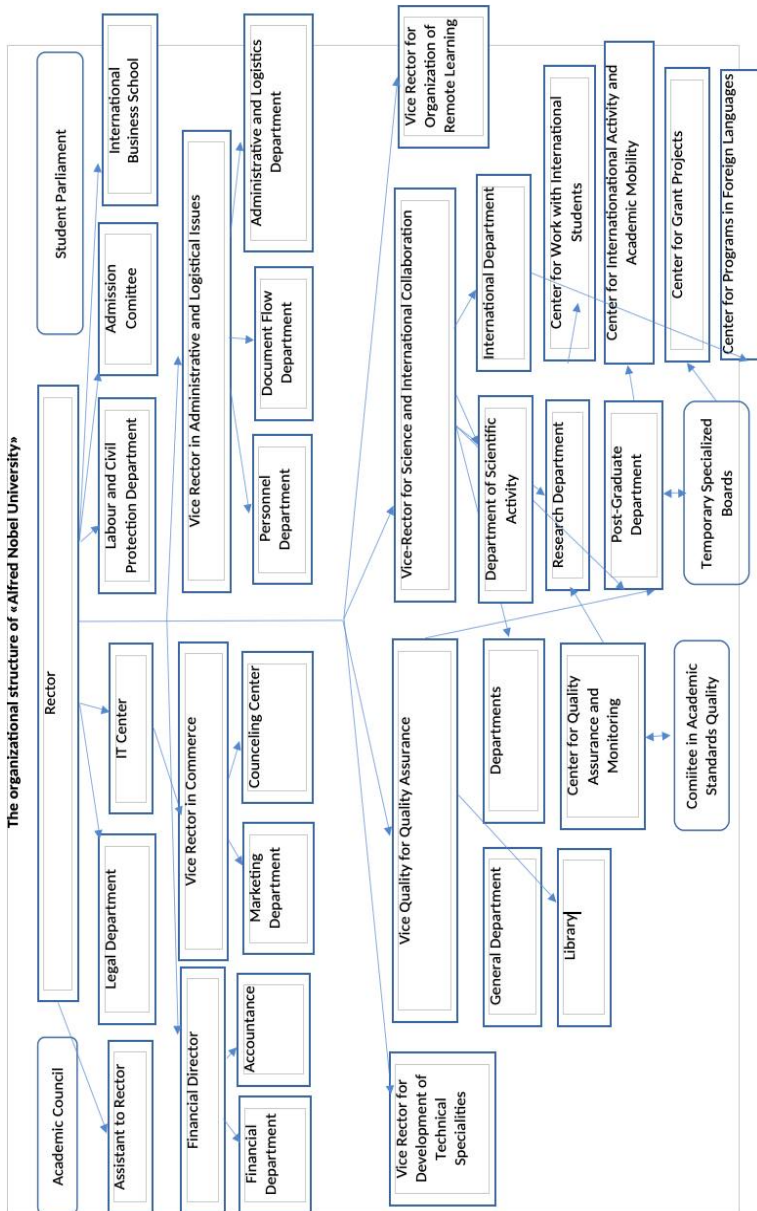 The organizational structure of «Alfred Nobel University»
Academic Council
Rector
Student Parliament
Assistant to Rector
Legal Department
IT Center
Labour and Civil
Protection Department
Admission
Comittee
International
Business School
Financial Director
Vice Rector in Commerce
Vice Rector in Administrative and Logistical Issues
Financial
Department
Accountance
Marketing
Department
Counceling Center
Personnel
Department
Document Flow
Department
Administrative and Logistics
Department
Vice Rector for
Development of
Technical
Specialities
Vice Quality for Quality Assurance
Vice-Rector for Science and International Collaboration
Vice Rector for
Organization of
Remote Learning
General Department
Departments
Department of Scientific
Activity
International Department
Library
Center for Quality
Assurance and
Monitoring
Research Department
Center for Work with International
Students
Post-Graduate
Department
Center for International Activity and
Academic Mobility
Comiitee in Academic
Standards Quality
Temporary Specialized
Boards
Center for Grant Projects
Center for Programs in Foreign Languages